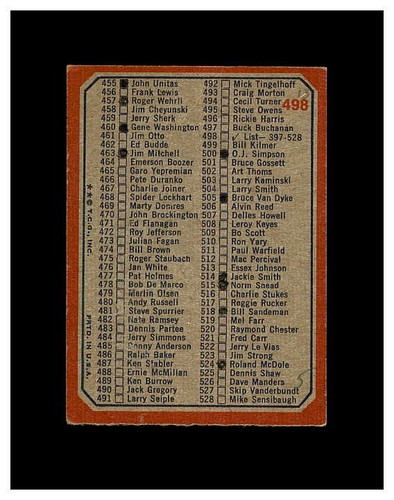 455 John Unitas
456 Frank Lewis
457 Roger Wehrli
458 Jim Cheyunski
459 Jerry Sherk
460 Gene Washington
461 Jim Otto
462 Ed Budde
463 Jim Mitchell
464 Emerson Boozer
465 Garo Yepremian
466 Pete Duranko
467 Charlie Joiner
468 Spider Lockhart
469 Marty Domres
470 John Brockington
471 Ed Flanagan
472 Roy Jefferson
473 Julian Fagan
474 Bill Brown
475 Roger Staubach
476 Jan White
477 Pat Holmes
478 Bob De Marco
479 Merlin Olsen
480 Andy Russell
481 Steve Spurrier
482 Nate Ramsey
483 Dennis Partee
484 Jerry Simmons
485 Donny Anderson
486 Ralph Baker
487 Ken Stabler
488 Ernie McMillan
489 Ken Burrow
490 Jack Gregory
491 Larry Seiple
492 Mick Tingelhoff
493 Craig Morton
494 Cecil Turner
495 Steve Owens
496 Rickie Harris
497 Buck Buchanan
498 ✓ List—397-528
499 Bill Kilmer
500 O.J. Simpson
501 Bruce Gossett
502 Art Thoms
503 Larry Kaminski
504 Larry Smith
505 Bruce Van Dyke
506 Alvin Reed
507 Delles Howell
508 Leroy Keyes
509 Bo Scott
510 Ron Yary
511 Paul Warfield
512 Mac Percival
513 Essex Johnson
514 Jackie Smith
515 Norm Snead
516 Charlie Stukes
517 Reggie Rucker
518 Bill Sandeman
519 Mel Farr
520 Raymond Chester
521 Fred Carr
522 Jerry Le Vias
523 Jim Strong
524 Roland McDole
525 Dennis Shaw
526 Dave Manders
527 Skip Vanderbundt
528 Mike Sensibaugh
498
★★© T.C.G., INC.
PRTD. IN U.S.A.
5